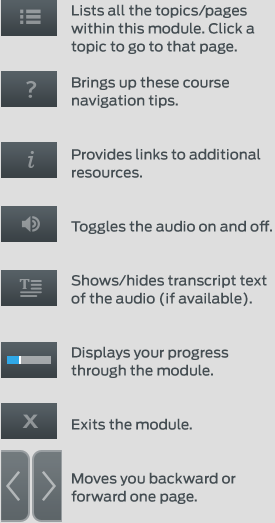 Lists all the topics/pages
within this module. Click a
topic to go to that page.
?
Brings up these course
navigation tips.
i
Provides links to additional
resources.
Toggles the audio on and off.
T
Shows/hides transcript text
of the audio (if available).
Displays your progress
through the module.
X
Exits the module.
Moves you backward or
forward one page.